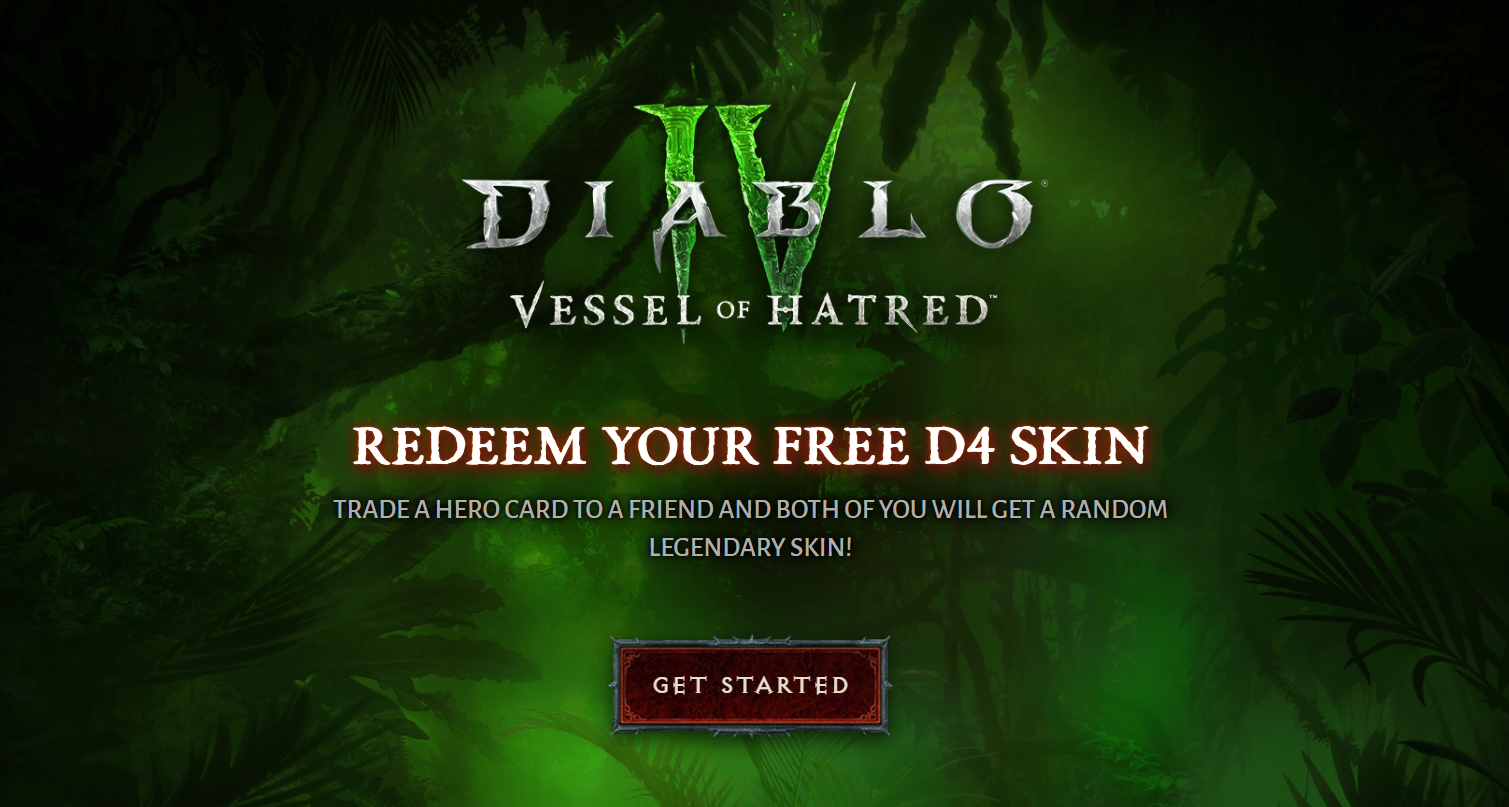 IV
DIABLO®
VESSEL OF HATRED™
REDEEM YOUR FREE D4 SKIN
TRADE A HERO CARD TO A FRIEND AND BOTH OF YOU WILL GET A RANDOM
LEGENDARY SKIN!
GET STARTED